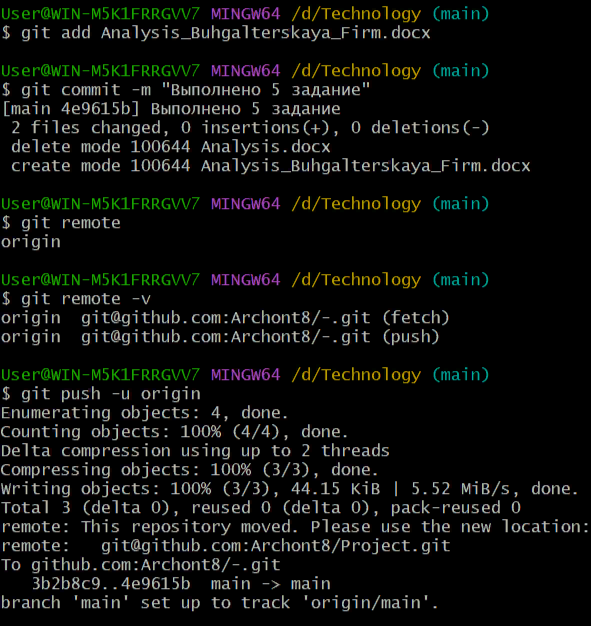 User@WIN-M5K1FRRGVV7 MINGW64 /d/Technology (main)
$ git add Analysis_Buhgalterskaya_Firm.docx
User@WIN-M5K1FRRGVV7 MINGW64 /d/Technology (main)
$ git commit -m "Выполнено 5 задание"
[main 4e9615b] Выполнено 5 задание
2 files changed, 0 insertions(+), 0 deletions(-)
delete mode 100644 Analysis.docx
create mode 100644 Analysis_Buhgalterskaya_Firm.docx
User@WIN-M5K1FRRGVV7 MINGW64 /d/Technology (main)
$ git remote
origin
User@WIN-M5K1FRRGVV7 MINGW64 /d/Technology (main)
$ git remote -v
origin  git@github.com:Archont8/-.git (fetch)
origin  git@github.com:Archont8/-.git (push)
User@WIN-M5K1FRRGVV7 MINGW64 /d/Technology (main)
$ git push -u origin
Enumerating objects: 4, done.
Counting objects: 100% (4/4), done.
Delta compression using up to 2 threads
Compressing objects: 100% (3/3), done.
Writing objects: 100% (3/3), 44.15 KiB | 5.52 MiB/s, done.
Total 3 (delta 0), reused 0 (delta 0), pack-reused 0
remote: This repository moved. Please use the new location:
remote:   git@github.com:Archont8/Project.git
To github.com:Archont8/-.git
3b2b8c9..4e9615b  main -> main
branch 'main' set up to track 'origin/main'.